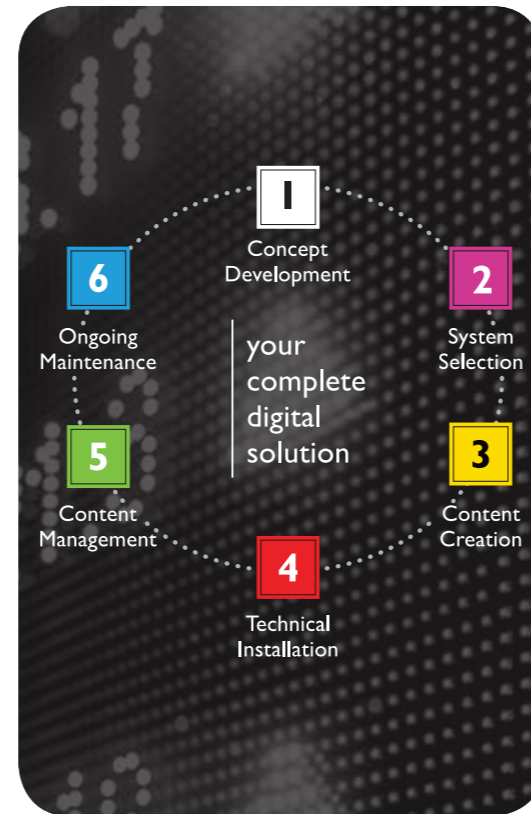 1
Concept
Development
2
System
Selection
3
Content
Creation
4
Technical
Installation
5
Content
Management
6
Ongoing
Maintenance
your
complete
digital
solution